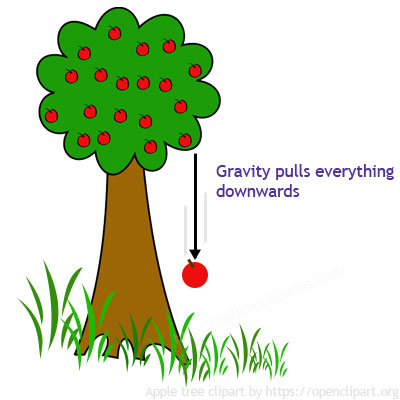 Gravity pulls everything
downwards
Apple tree clipart by https://openclipart.org